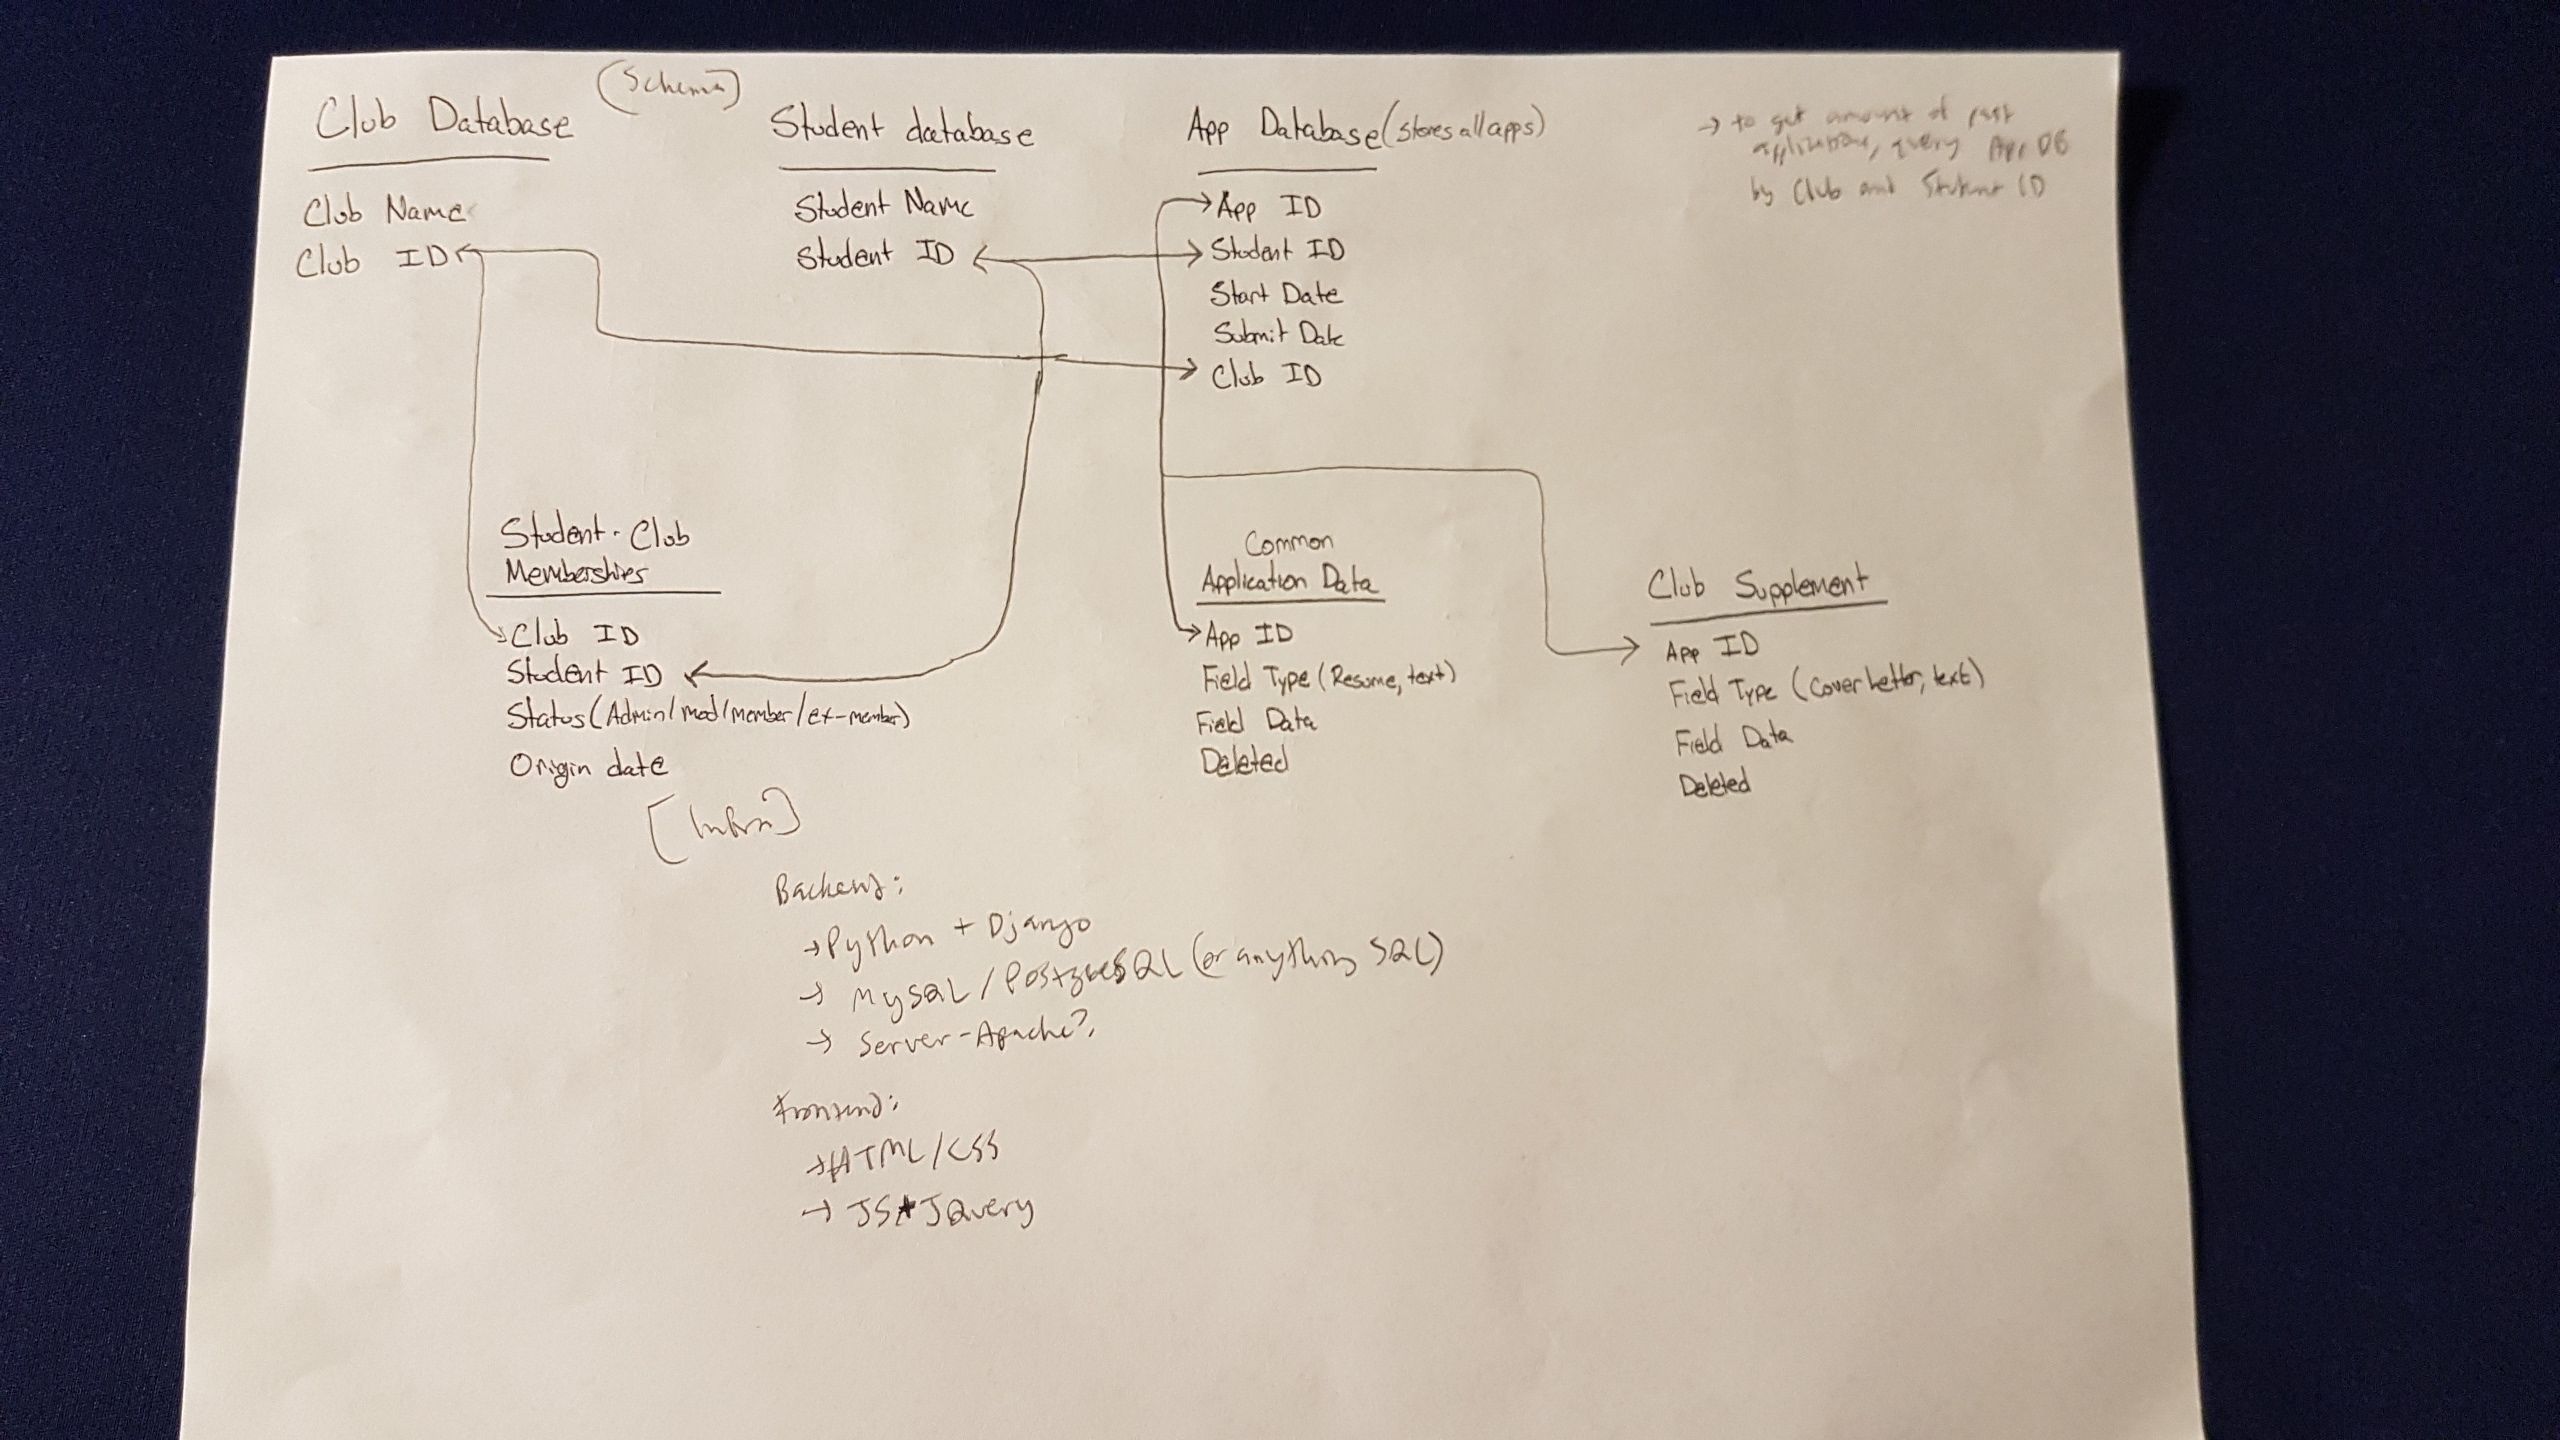 (Schema)
Club Database
Club Name
Club ID
Student database
Student Name
Student ID
App Database (stores all apps)
App ID
Student ID
Start Date
Submit Date
Club ID
→ to get amount of past
applications, query App DB
by Club and Student ID
Student-Club
Memberships
Club ID
Student ID
Status (Admin/mod/member/ex-member)
Origin date
Common
Application Data
App ID
Field Type (Resume, text)
Field Data
Deleted
Club Supplement
App ID
Field Type (Cover Letter, text)
Field Data
Deleted
[Infra]
Backend:
→ Python + Django
→ MySQL / PostgreSQL (or anything SQL)
→ Server - Apache?
Frontend:
→ HTML/CSS
→ JS + JQuery